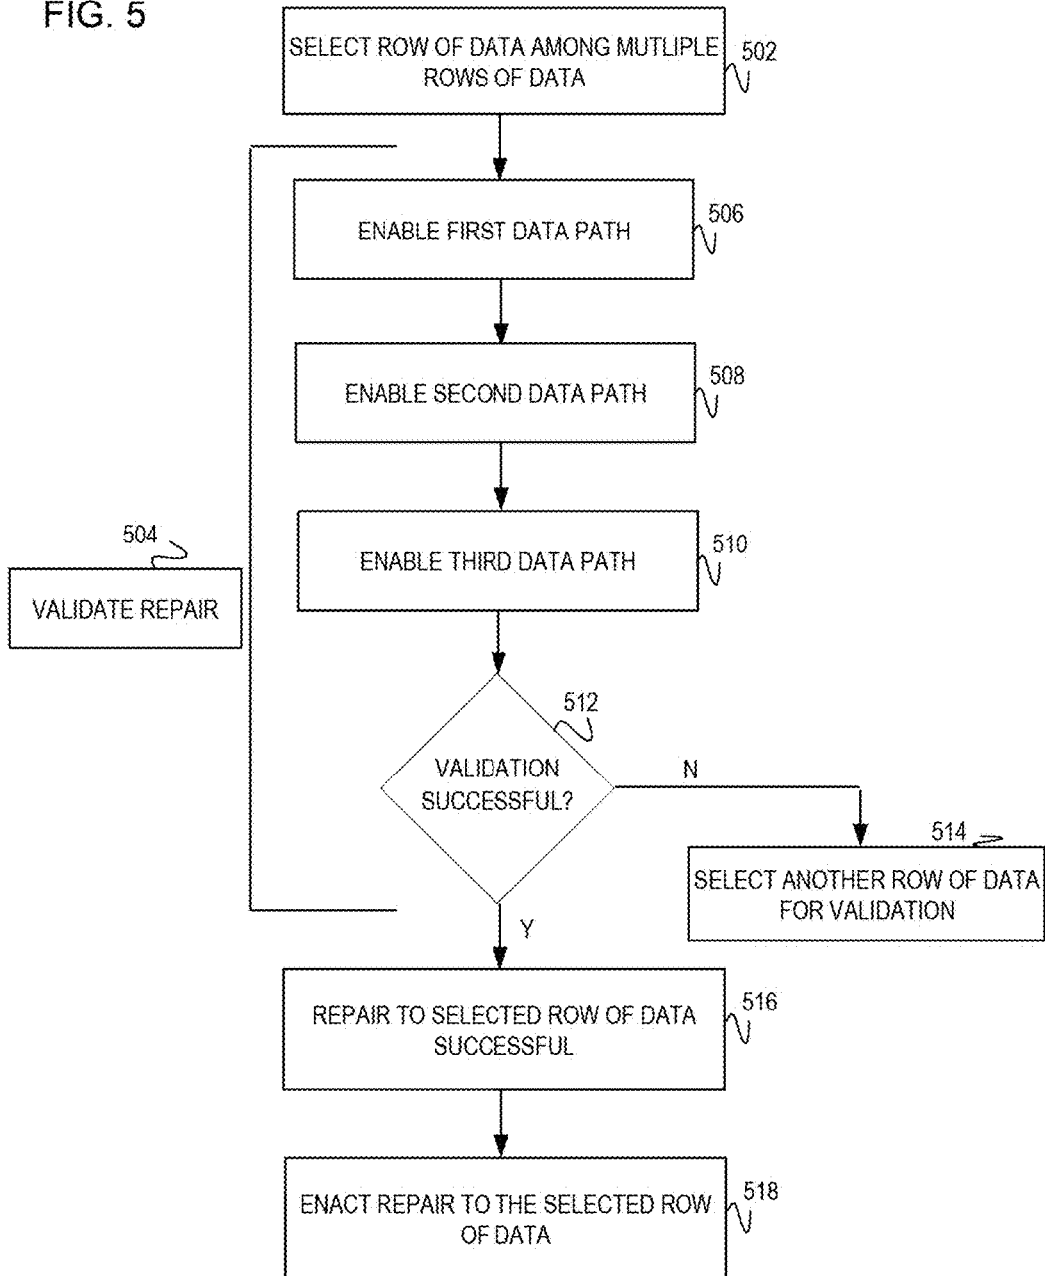 FIG. 5
SELECT ROW OF DATA AMONG MUTLIPLE
ROWS OF DATA
502
ENABLE FIRST DATA PATH
506
ENABLE SECOND DATA PATH
508
504
VALIDATE REPAIR
ENABLE THIRD DATA PATH
510
512
VALIDATION
SUCCESSFUL?
N
514
SELECT ANOTHER ROW OF DATA
FOR VALIDATION
Y
REPAIR TO SELECTED ROW OF DATA
SUCCESSFUL
516
ENACT REPAIR TO THE SELECTED ROW
OF DATA
518